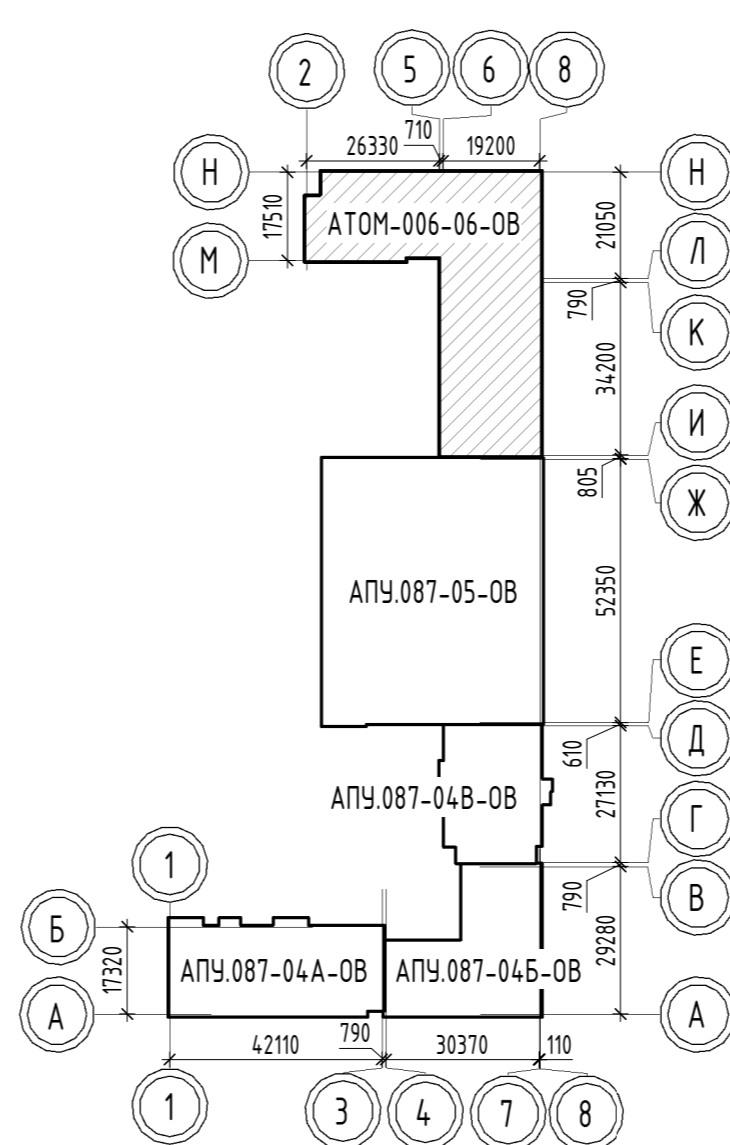 2 5 6 8
26330 710 19200
Н Н
17510 АТОМ-006-06-ОВ 21050
М Л
790
К
34200
И
805
Ж
АПУ.087-05-ОВ 52350
Е
610
Д
АПУ.087-04В-ОВ 27130
Г
1
790
В
Б
17320 АПУ.087-04А-ОВ АПУ.087-04Б-ОВ 29280
А А
42110 790 30370 110
1 3 4 7 8